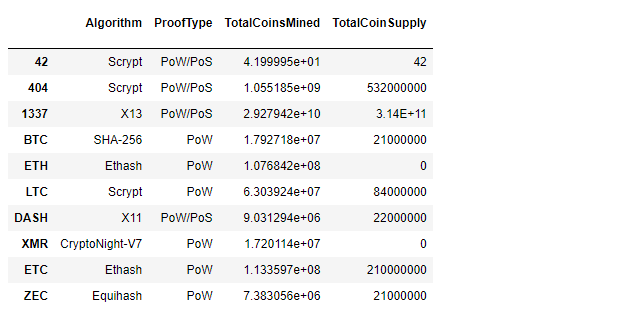 Algorithm ProofType TotalCoinsMined TotalCoinSupply
42 Scrypt PoW/PoS 4.199995e+01 42
404 Scrypt PoW/PoS 1.055185e+09 532000000
1337 X13 PoW/PoS 2.927942e+10 3.14E+11
BTC SHA-256 PoW 1.792718e+07 21000000
ETH Ethash PoW 1.076842e+08 0
LTC Scrypt PoW 6.303924e+07 84000000
DASH X11 PoW/PoS 9.031294e+06 22000000
XMR CryptoNight-V7 PoW 1.720114e+07 0
ETC Ethash PoW 1.133597e+08 210000000
ZEC Equihash PoW 7.383056e+06 21000000